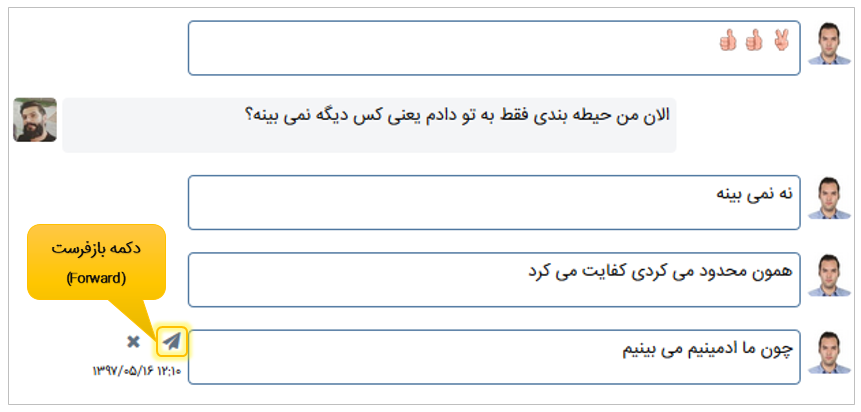 ✌👍👍
الان من حیطه بندی فقط به تو دادم یعنی کس دیگه نمی بینه؟
نه نمی بینه
همون محدود می کردی کفایت می کرد
دکمه بازفرست
(Forward)
چون ما ادمینیم می بینیم
۱۳۹۷/۰۵/۱۶ ۱۲:۱۰